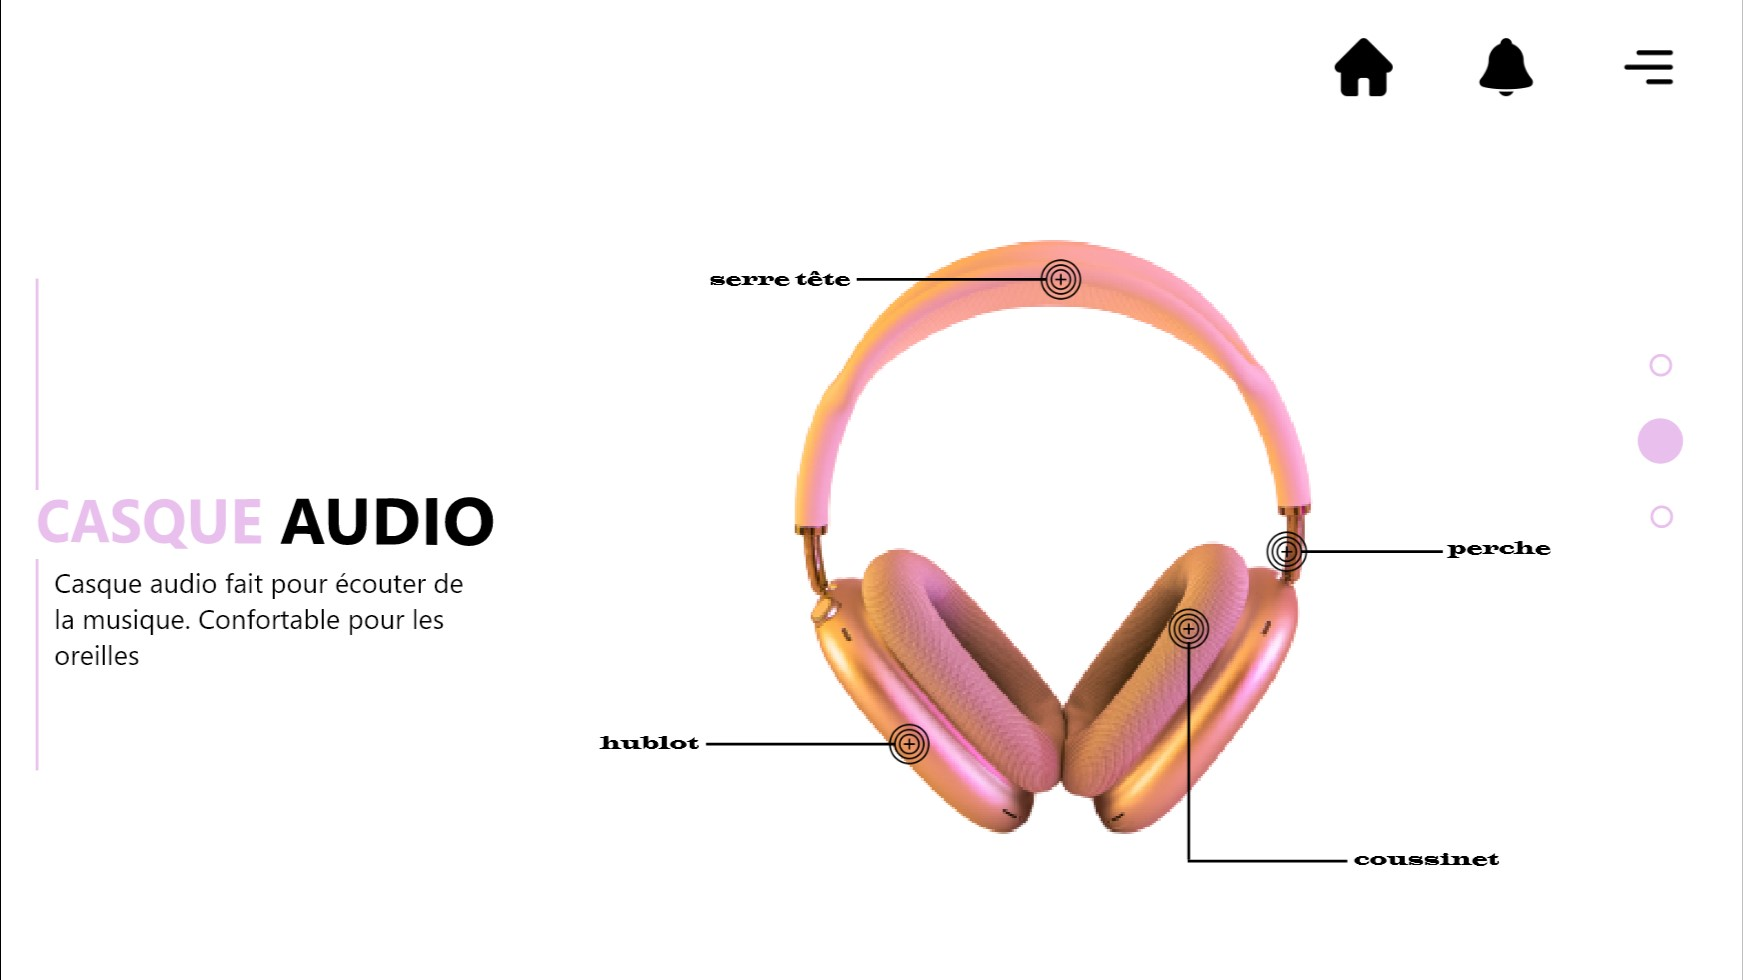 serre tête
CASQUE AUDIO
perche
Casque audio fait pour écouter de
la musique. Confortable pour les
oreilles
hublot
coussinet